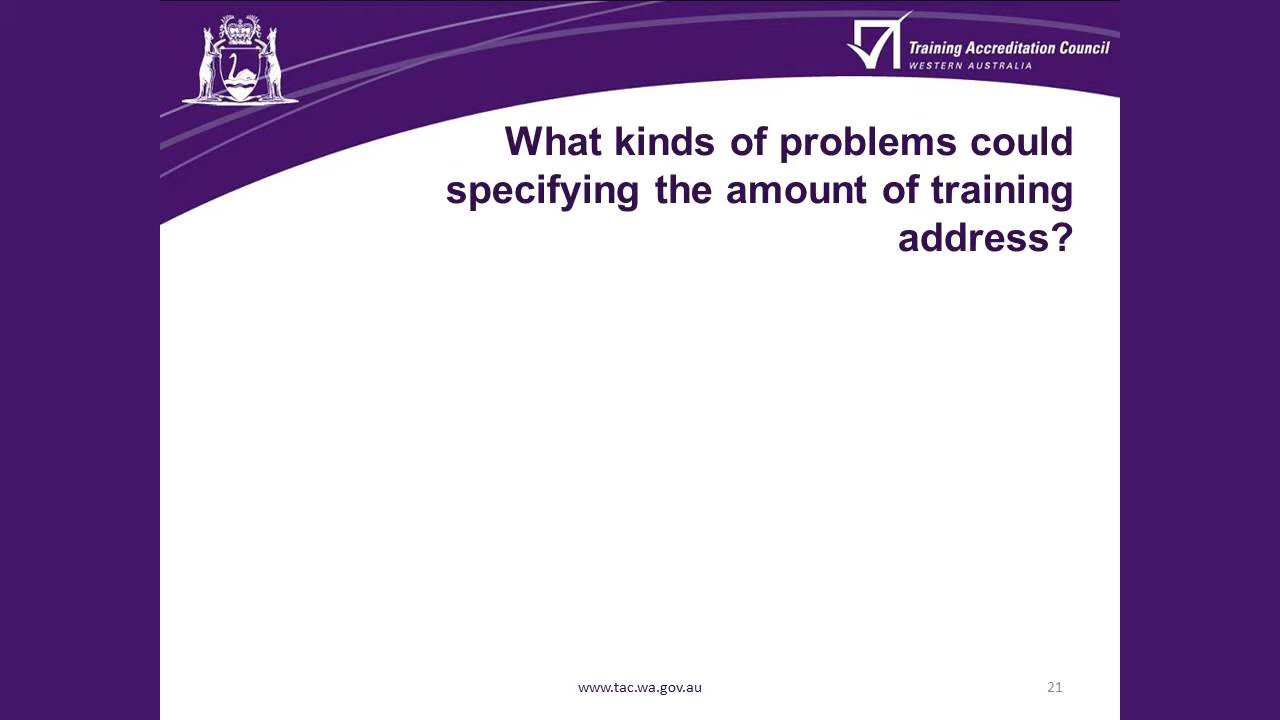 Training Accreditation Council
WESTERN AUSTRALIA
What kinds of problems could
specifying the amount of training
address?
www.tac.wa.gov.au
21